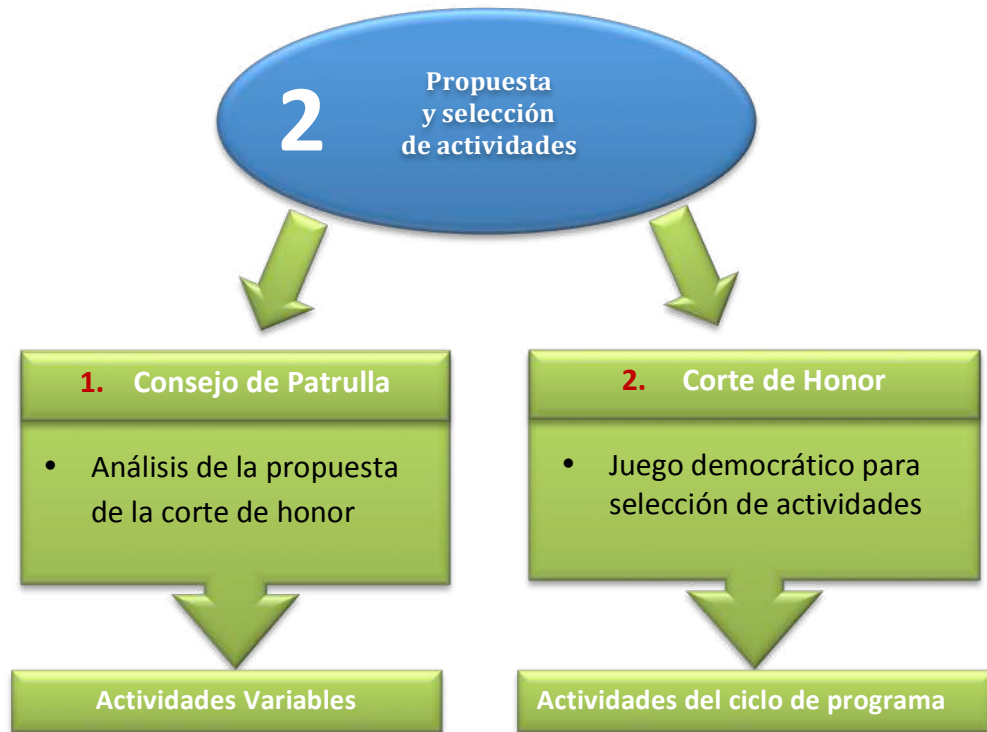 2
Propuesta
y selección
de actividades
1. Consejo de Patrulla
• Análisis de la propuesta
de la corte de honor
Actividades Variables
2. Corte de Honor
• Juego democrático para
selección de actividades
Actividades del ciclo de programa